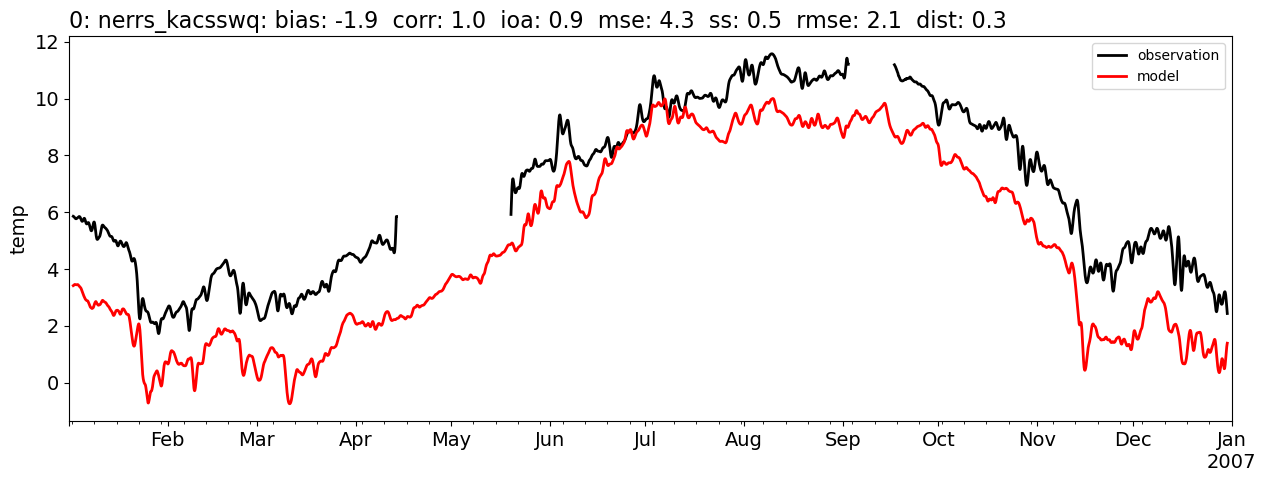 0: nerrs_kacsswq: bias: -1.9  corr: 1.0  ioa: 0.9  mse: 4.3  ss: 0.5  rmse: 2.1  dist: 0.3
observation
model
12
10
8
6
4
2
0
temp
Feb
Mar
Apr
May
Jun
Jul
Aug
Sep
Oct
Nov
Dec
Jan
2007